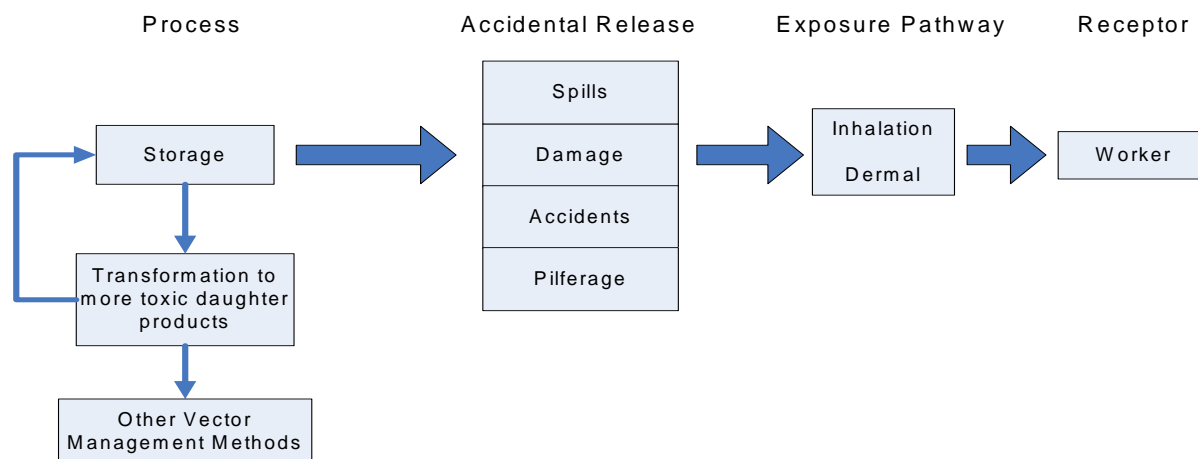 Process
Accidental Release
Exposure Pathway
Receptor
Storage
Transformation to
more toxic daughter
products
Other Vector
Management Methods
Spills
Damage
Accidents
Pilferage
Inhalation
Dermal
Worker